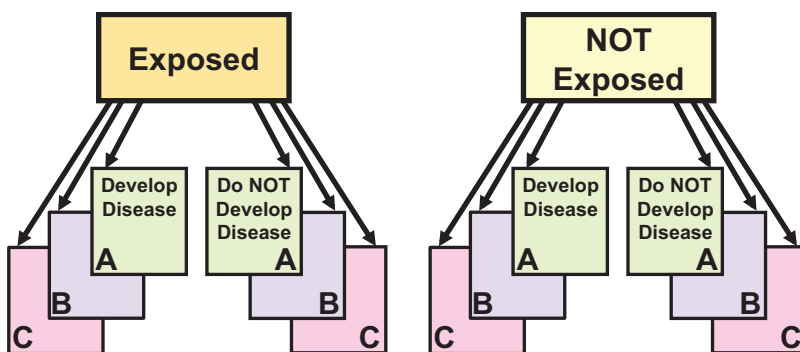 Exposed
NOT
Exposed
Develop
Disease
A
B
C
Do NOT
Develop
Disease
A
B
C
Develop
Disease
A
B
C
Do NOT
Develop
Disease
A
B
C